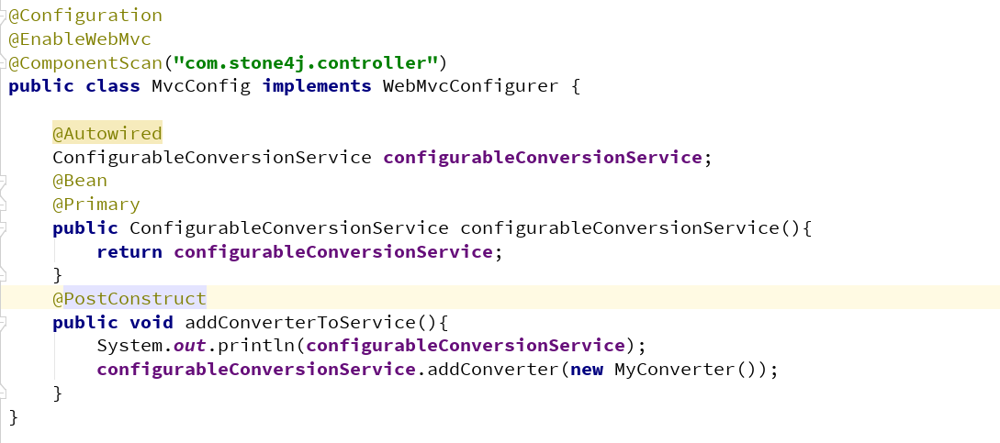 @Configuration
@EnableWebMvc
@ComponentScan("com.stone4j.controller")
public class MvcConfig implements WebMvcConfigurer {
    @Autowired
    ConfigurableConversionService configurableConversionService;
    @Bean
    @Primary
    public ConfigurableConversionService configurableConversionService(){
        return configurableConversionService;
    }
    @PostConstruct
    public void addConverterToService(){
        System.out.println(configurableConversionService);
        configurableConversionService.addConverter(new MyConverter());
    }
}